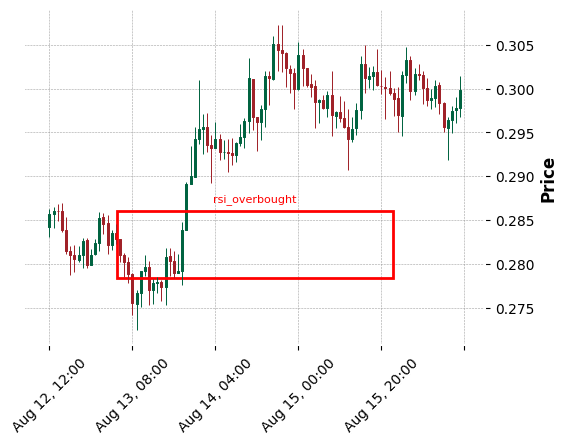 0.305
0.300
0.295
0.290
0.285
0.280
0.275
Price
rsi_overbought
Aug 12, 12:00
Aug 13, 08:00
Aug 14, 04:00
Aug 15, 00:00
Aug 15, 20:00